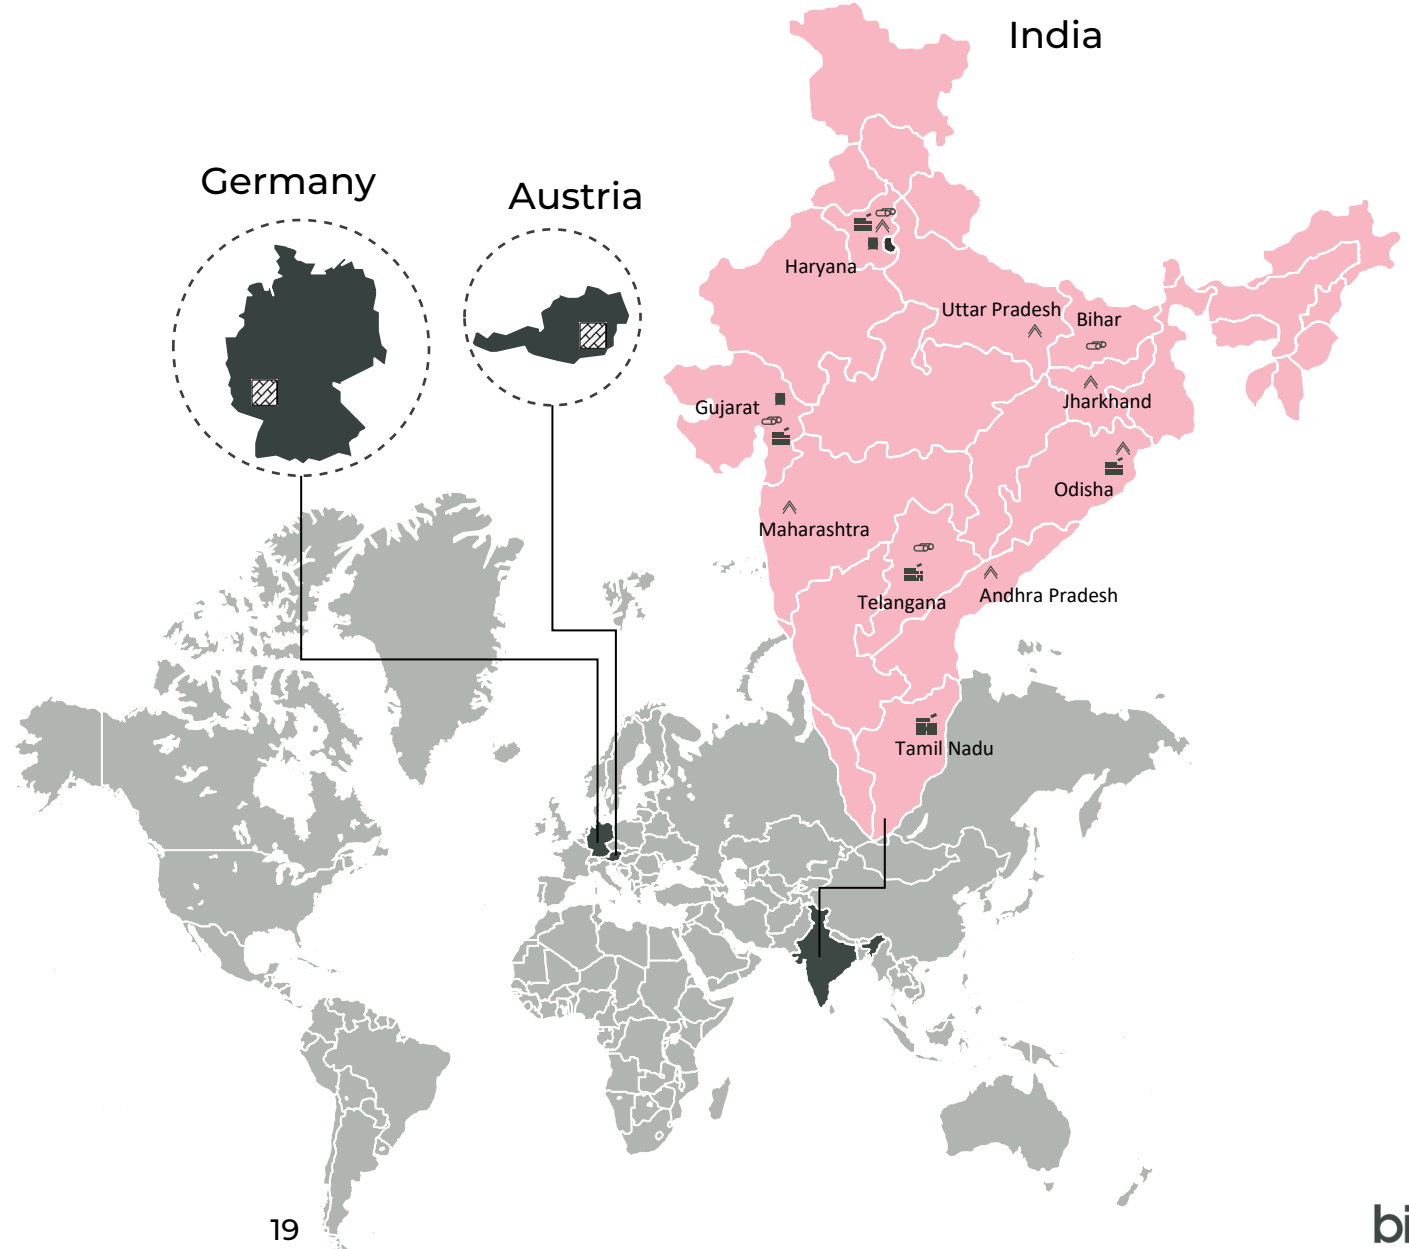 India
Germany
Austria
Haryana
Uttar Pradesh
Bihar
Jharkhand
Gujarat
Odisha
Maharashtra
Telangana
Andhra Pradesh
Tamil Nadu
19
bi